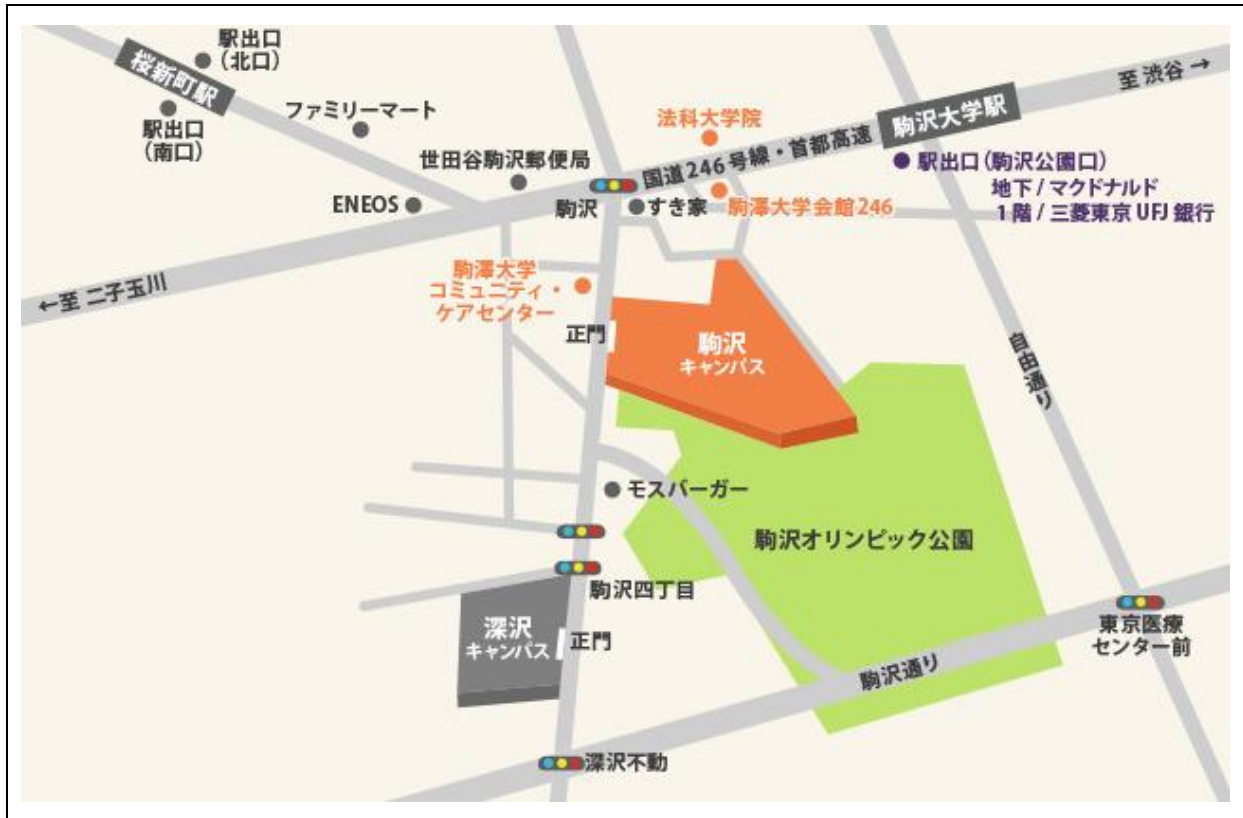 駅出口
(北口)
桜新町駅
駅出口
(南口)
ファミリーマート
世田谷駒沢郵便局
ENEOS
法科大学院
国道246号線・首都高速
駒沢大学駅
至 渋谷 →
駅出口(駒沢公園口)
地下 / マクドナルド
1階 / 三菱東京UFJ銀行
駒沢
すき家
駒澤大学会館246
←至 二子玉川
駒澤大学
コミュニティ・
ケアセンター
正門
駒沢
キャンパス
自由通り
モスバーガー
駒沢オリンピック公園
駒沢四丁目
深沢
キャンパス
正門
東京医療
センター前
駒沢通り
深沢不動